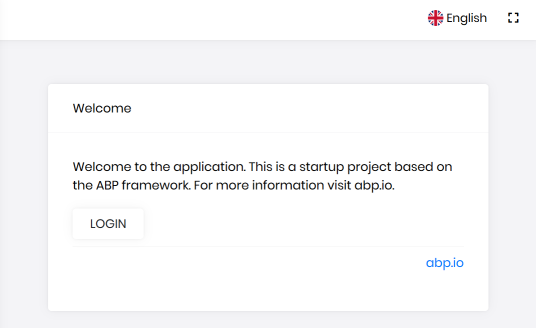 English
Welcome
Welcome to the application. This is a startup project based on
the ABP framework. For more information visit abp.io.
LOGIN
abp.io